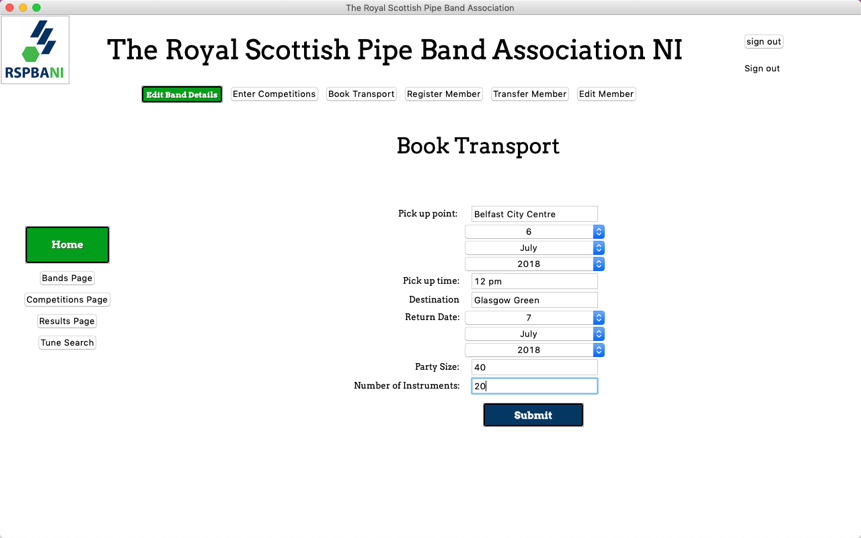 The Royal Scottish Pipe Band Association
RSPBANI
The Royal Scottish Pipe Band Association NI
sign out
Sign out
Edit Band Details Enter Competitions Book Transport Register Member Transfer Member Edit Member
Book Transport
Home
Bands Page
Competitions Page
Results Page
Tune Search
Pick up point: Belfast City Centre
6
July
2018
Pick up time: 12 pm
Destination Glasgow Green
Return Date: 7
July
2018
Party Size: 40
Number of Instruments: 20
Submit